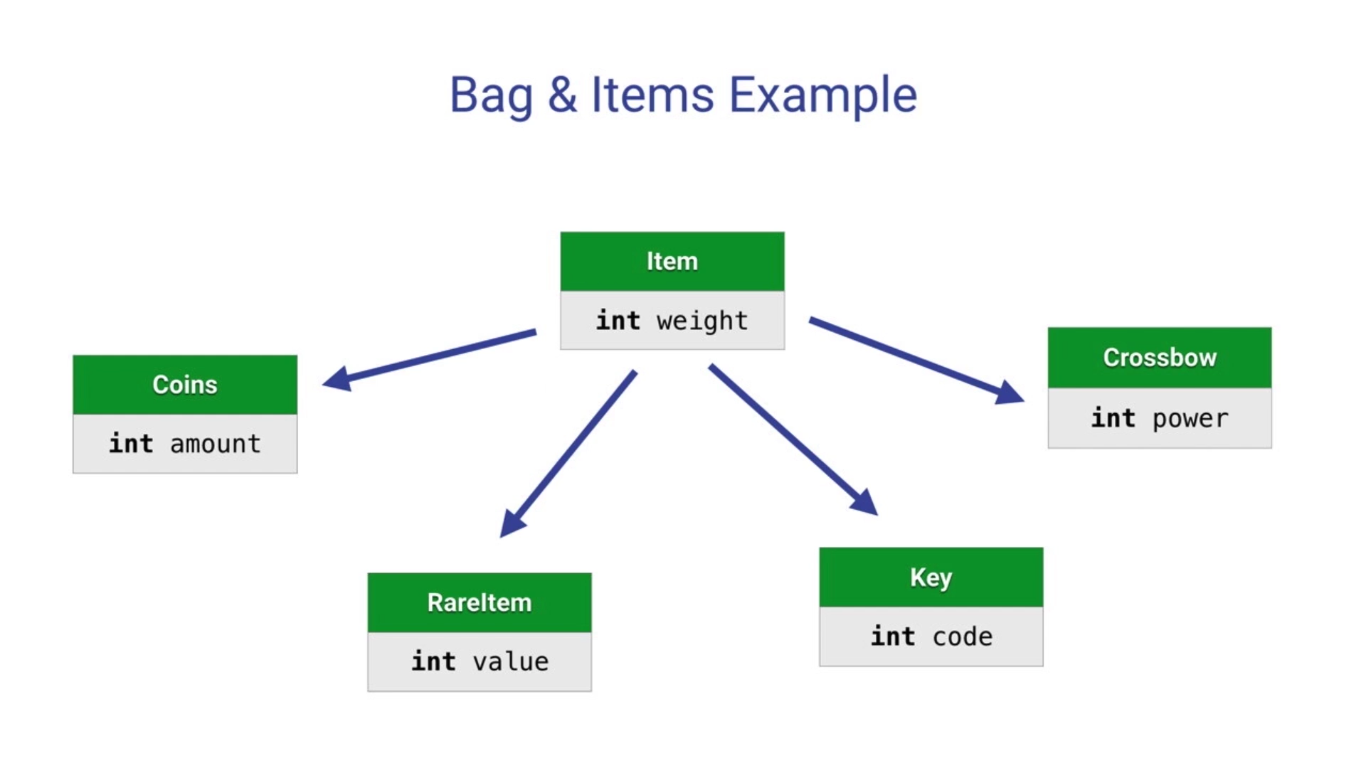 Bag & Items Example
Item
int weight
Coins
int amount
Crossbow
int power
RareItem
int value
Key
int code